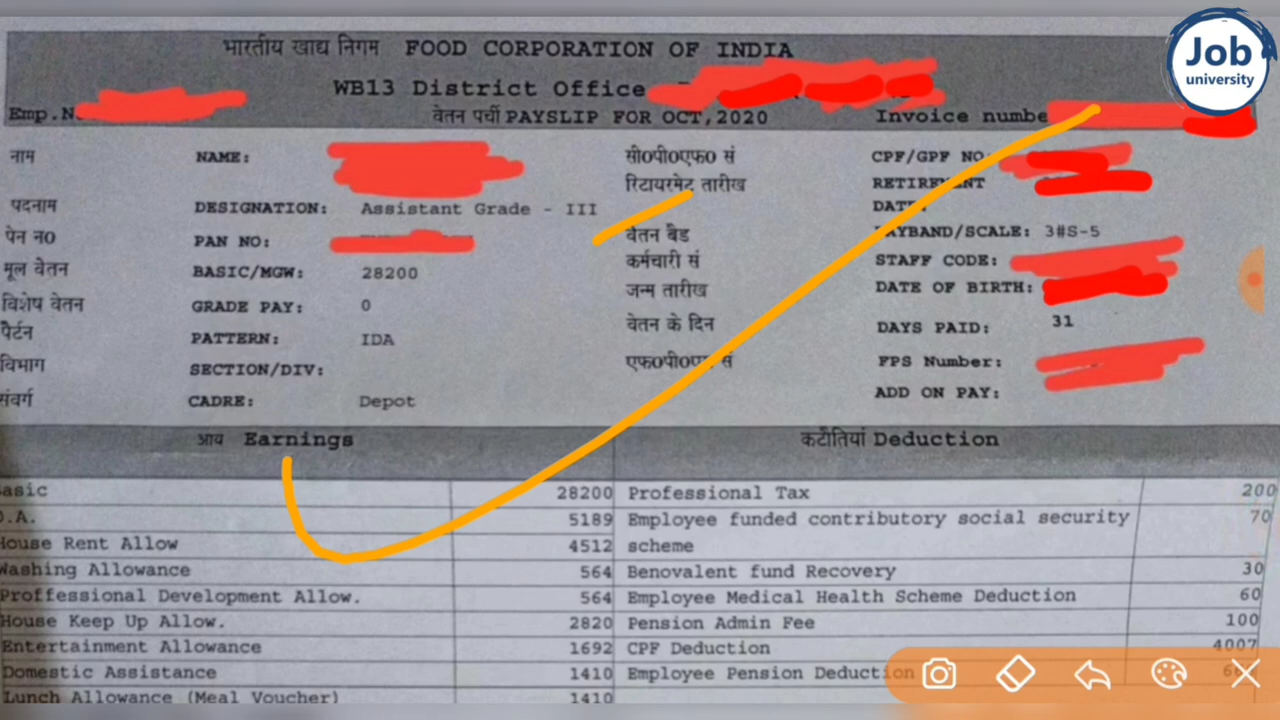 भारतीय खाद्य निगम FOOD CORPORATION OF INDIA
Job
university
WB13 District Office
Emp.N
वेतन पर्ची PAYSLIP FOR OCT,2020
Invoice numbe
नाम NAME: सी0पी0एफ0 सं CPF/GPF NO
रिटायरमेंट तारीख RETIREMENT
पदनाम DESIGNATION: Assistant Grade - III DATE:
पेन न0 PAN NO: वेतन बैंड PAYBAND/SCALE: 3#S-5
मूल वेतन BASIC/MGW: 28200 कर्मचारी सं STAFF CODE:
जन्म तारीख DATE OF BIRTH:
विशेष वेतन GRADE PAY: 0
पैर्टन PATTERN: IDA वेतन के दिन DAYS PAID: 31
विभाग SECTION/DIV: सं FPS Number:
संवर्ग CADRE: Depot ADD ON PAY:
आय Earnings कटौतियां Deduction
asic 28200 Professional Tax 200
.A. 5189 Employee funded contributory social security 70
House Rent Allow 4512 scheme
Washing Allowance 564 Benovalent fund Recovery 30
Proffessional Development Allow. 564 Employee Medical Health Scheme Deduction 60
House Keep Up Allow. 2820 Pension Admin Fee 100
Entertainment Allowance 1692 CPF Deduction 4007
Domestic Assistance 1410 Employee Pension Deduction
Lunch Allowance (Meal Voucher) 1410